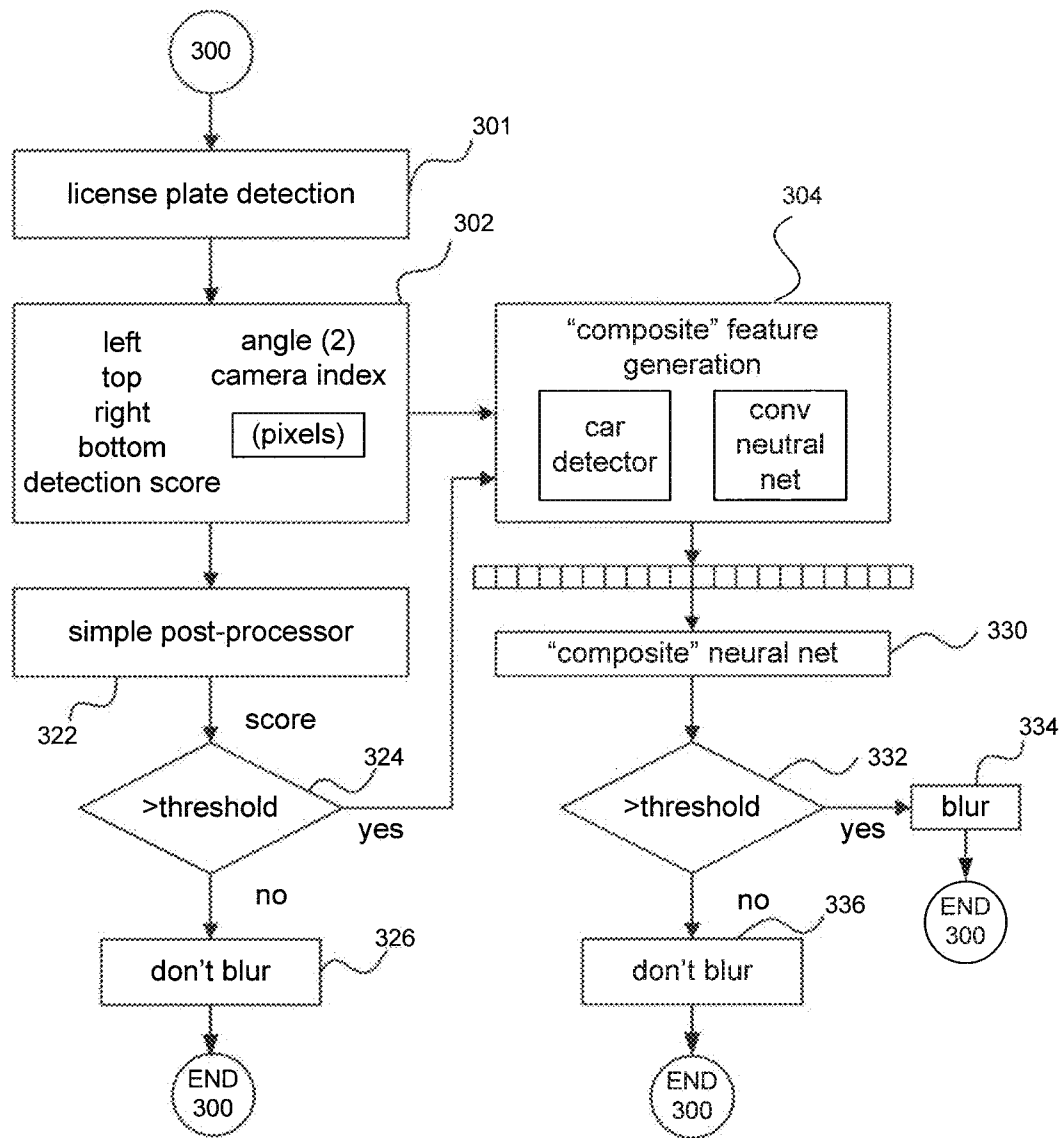 300
301
license plate detection
302
left
top
right
bottom
detection score
angle (2)
camera index
(pixels)
304
“composite” feature
generation
car
detector
conv
neutral
net
simple post-processor
322
score
324
>threshold
yes
no
326
don’t blur
END
300
“composite” neural net
330
332
>threshold
yes
334
blur
END
300
no
336
don’t blur
END
300